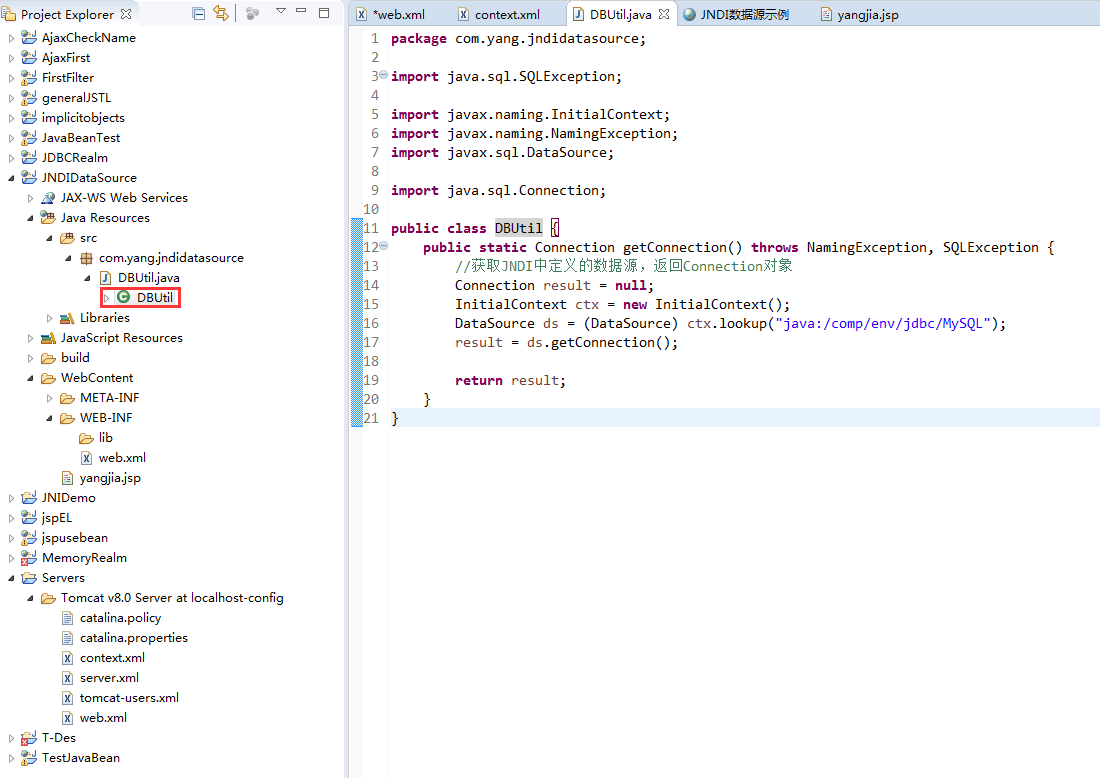 Project Explorer
AjaxCheckName
AjaxFirst
FirstFilter
generalJSTL
implicitobjects
JavaBeanTest
JDBCRealm
JNDIDataSource
JAX-WS Web Services
Java Resources
src
com.yang.jndidatasource
DBUtil.java
DBUtil
Libraries
JavaScript Resources
build
WebContent
META-INF
WEB-INF
lib
web.xml
yangjia.jsp
JNIDemo
jspEL
jspusebean
MemoryRealm
Servers
Tomcat v8.0 Server at localhost-config
catalina.policy
catalina.properties
context.xml
server.xml
tomcat-users.xml
web.xml
T-Des
TestJavaBean
*web.xml context.xml DBUtil.java JNDI数据源示例 yangjia.jsp
1 package com.yang.jndidatasource;
2
3 import java.sql.SQLException;
4
5 import javax.naming.InitialContext;
6 import javax.naming.NamingException;
7 import javax.sql.DataSource;
8
9 import java.sql.Connection;
10
11 public class DBUtil {
12 public static Connection getConnection() throws NamingException, SQLException {
13 //获取JNDI中定义的数据源，返回Connection对象
14 Connection result = null;
15 InitialContext ctx = new InitialContext();
16 DataSource ds = (DataSource) ctx.lookup("java:/comp/env/jdbc/MySQL");
17 result = ds.getConnection();
18
19 return result;
20 }
21 }